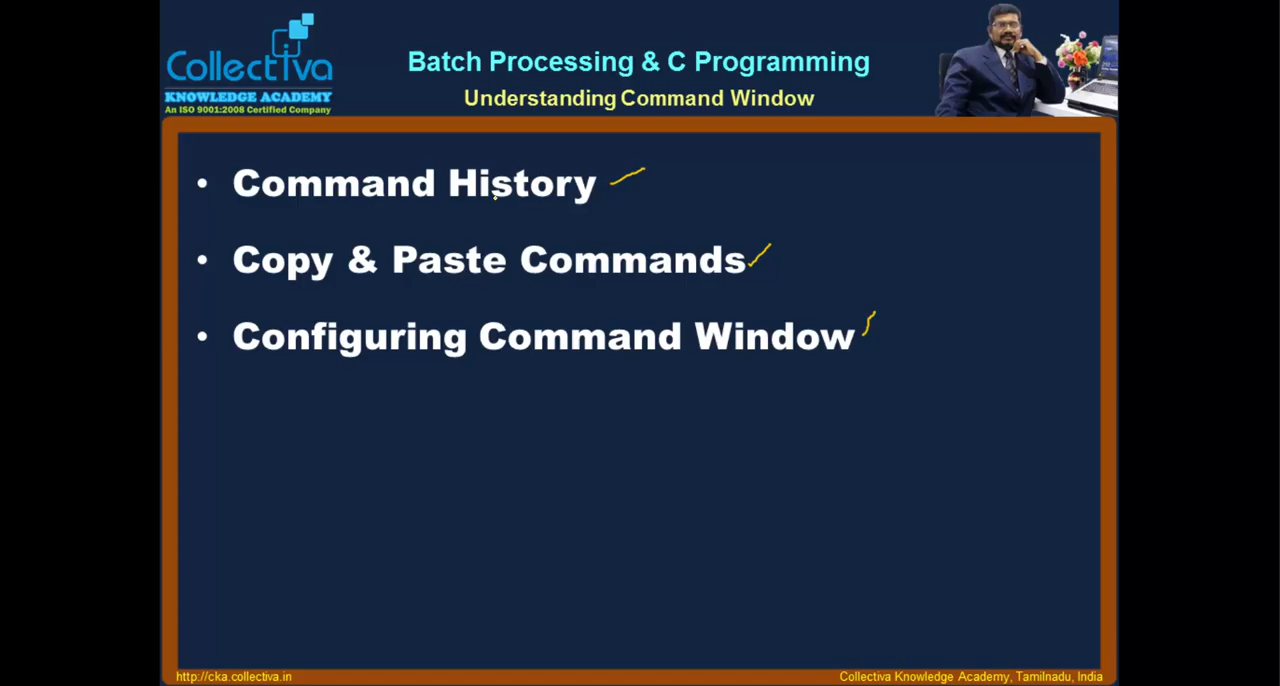 Collectiva
KNOWLEDGE ACADEMY
An ISO 9001:2008 Certified Company
Batch Processing & C Programming
Understanding Command Window
• Command History
• Copy & Paste Commands
• Configuring Command Window
http://cka.collectiva.in
Collectiva Knowledge Academy, Tamilnadu, India